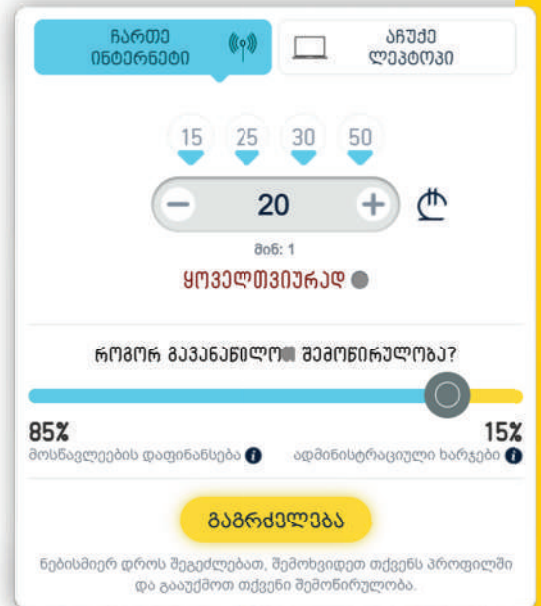 ჩართე
ინტერნეტი
აჩუქე
ლეპტოპი
15 25 30 50
20 ₾
მინ: 1
ყოველთვიურად
როგორ გავანაწილო შემოწირულობა?
85% 15%
მოსწავლეების დაფინანსება ადმინისტრაციული ხარჯები
გაგრძელება
ნებისმიერ დროს შეგეძლებათ, შემოხვიდეთ თქვენს პროფილში
და გააუქმოთ თქვენი შემოწირულობა.